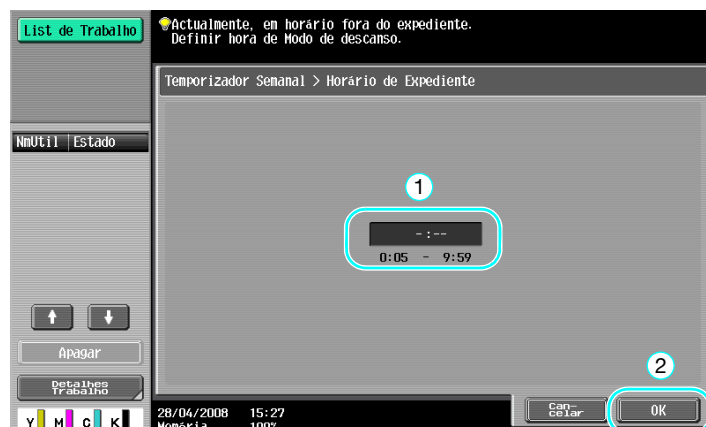 List de Trabalho
Actualmente, em horário fora do expediente.
Definir hora de Modo de descanso.
Temporizador Semanal > Horário de Expediente
NmUtil Estado
1
-:--
0:05 - 9:59
Apagar
Detalhes
Trabalho
2
Can-
celar
OK
28/04/2008 15:27
Memória 100%
Y M C K